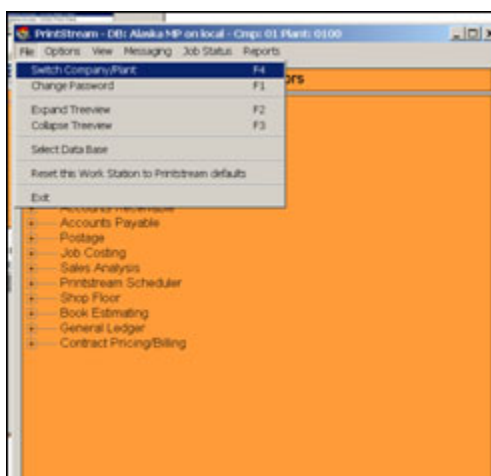 PrintStream - DB: Alaska MP on local - Cmp: 01 Plant: 0100
File Options View Messaging Job Status Reports
Switch Company/Plant F4
Change Password F1
Expand Treeview F2
Collapse Treeview F3
Select Data Base
Reset this Work Station to Printstream defaults
Exit
ors
Accounts Receivable
Accounts Payable
Postage
Job Costing
Sales Analysis
Printstream Scheduler
Shop Floor
Book Estimating
General Ledger
Contract Pricing/Billing